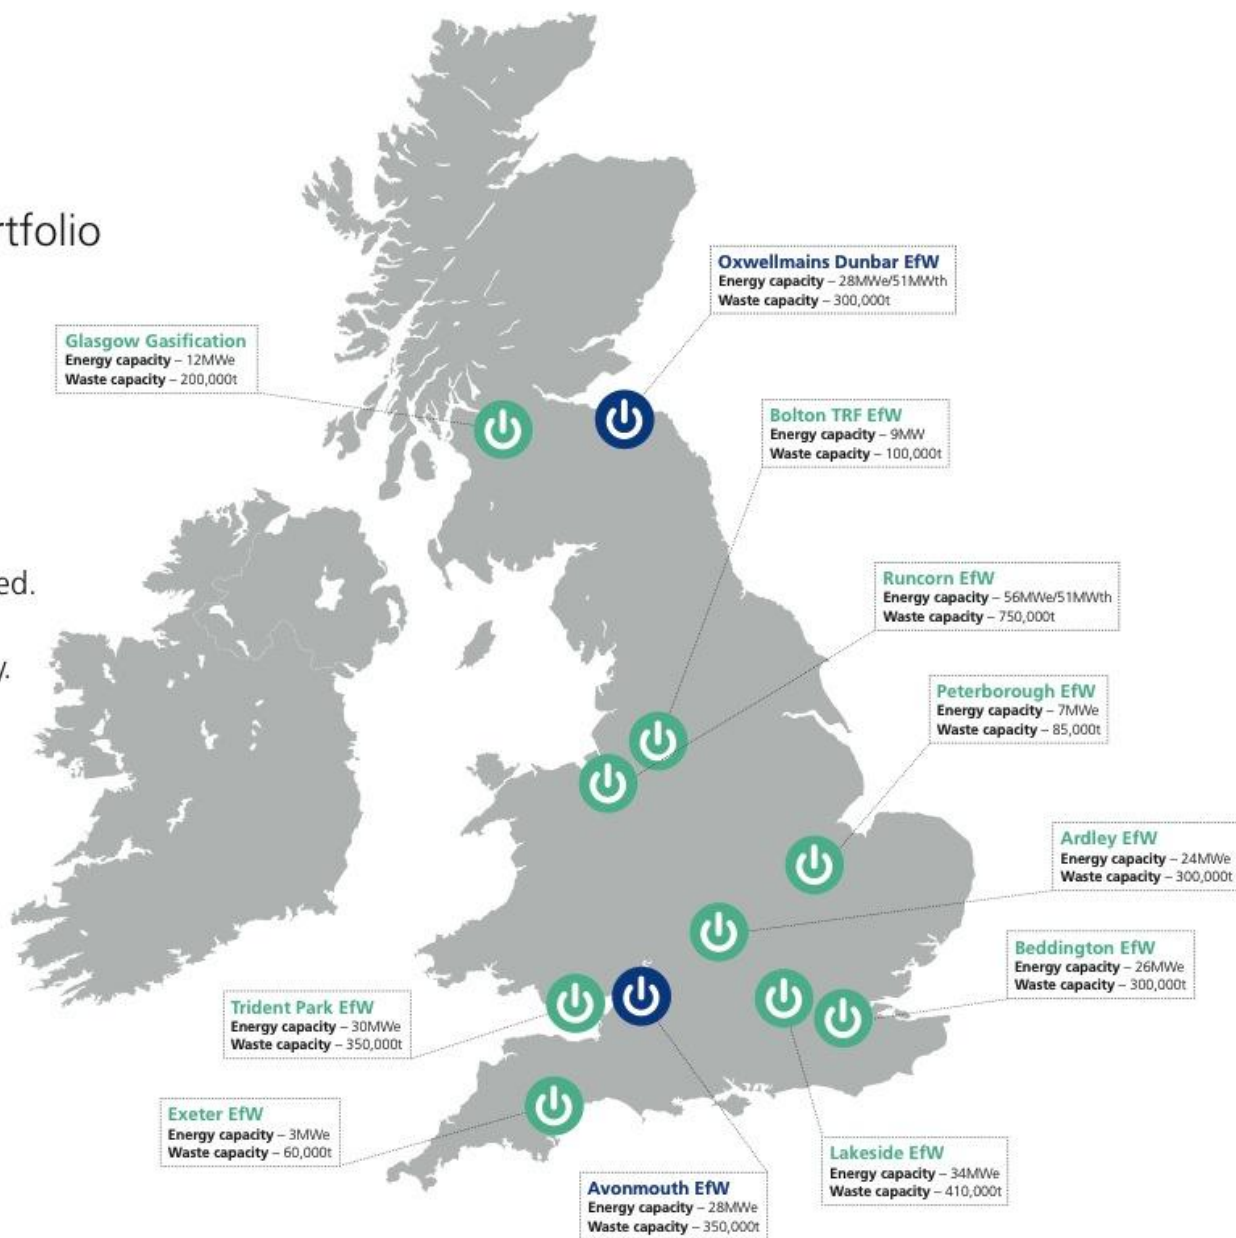 rtfolio
Oxwellmains Dunbar EfW
Energy capacity – 28MWe/51MWth
Waste capacity – 300,000t
Glasgow Gasification
Energy capacity – 12MWe
Waste capacity – 200,000t
Bolton TRF EfW
Energy capacity – 9MW
Waste capacity – 100,000t
ed.
y.
Runcorn EfW
Energy capacity – 56MWe/51MWth
Waste capacity – 750,000t
Peterborough EfW
Energy capacity – 7MWe
Waste capacity – 85,000t
Ardley EfW
Energy capacity – 24MWe
Waste capacity – 300,000t
Beddington EfW
Energy capacity – 26MWe
Waste capacity – 300,000t
Trident Park EfW
Energy capacity – 30MWe
Waste capacity – 350,000t
Exeter EfW
Energy capacity – 3MWe
Waste capacity – 60,000t
Lakeside EfW
Energy capacity – 34MWe
Waste capacity – 410,000t
Avonmouth EfW
Energy capacity – 28MWe
Waste capacity – 350,000t